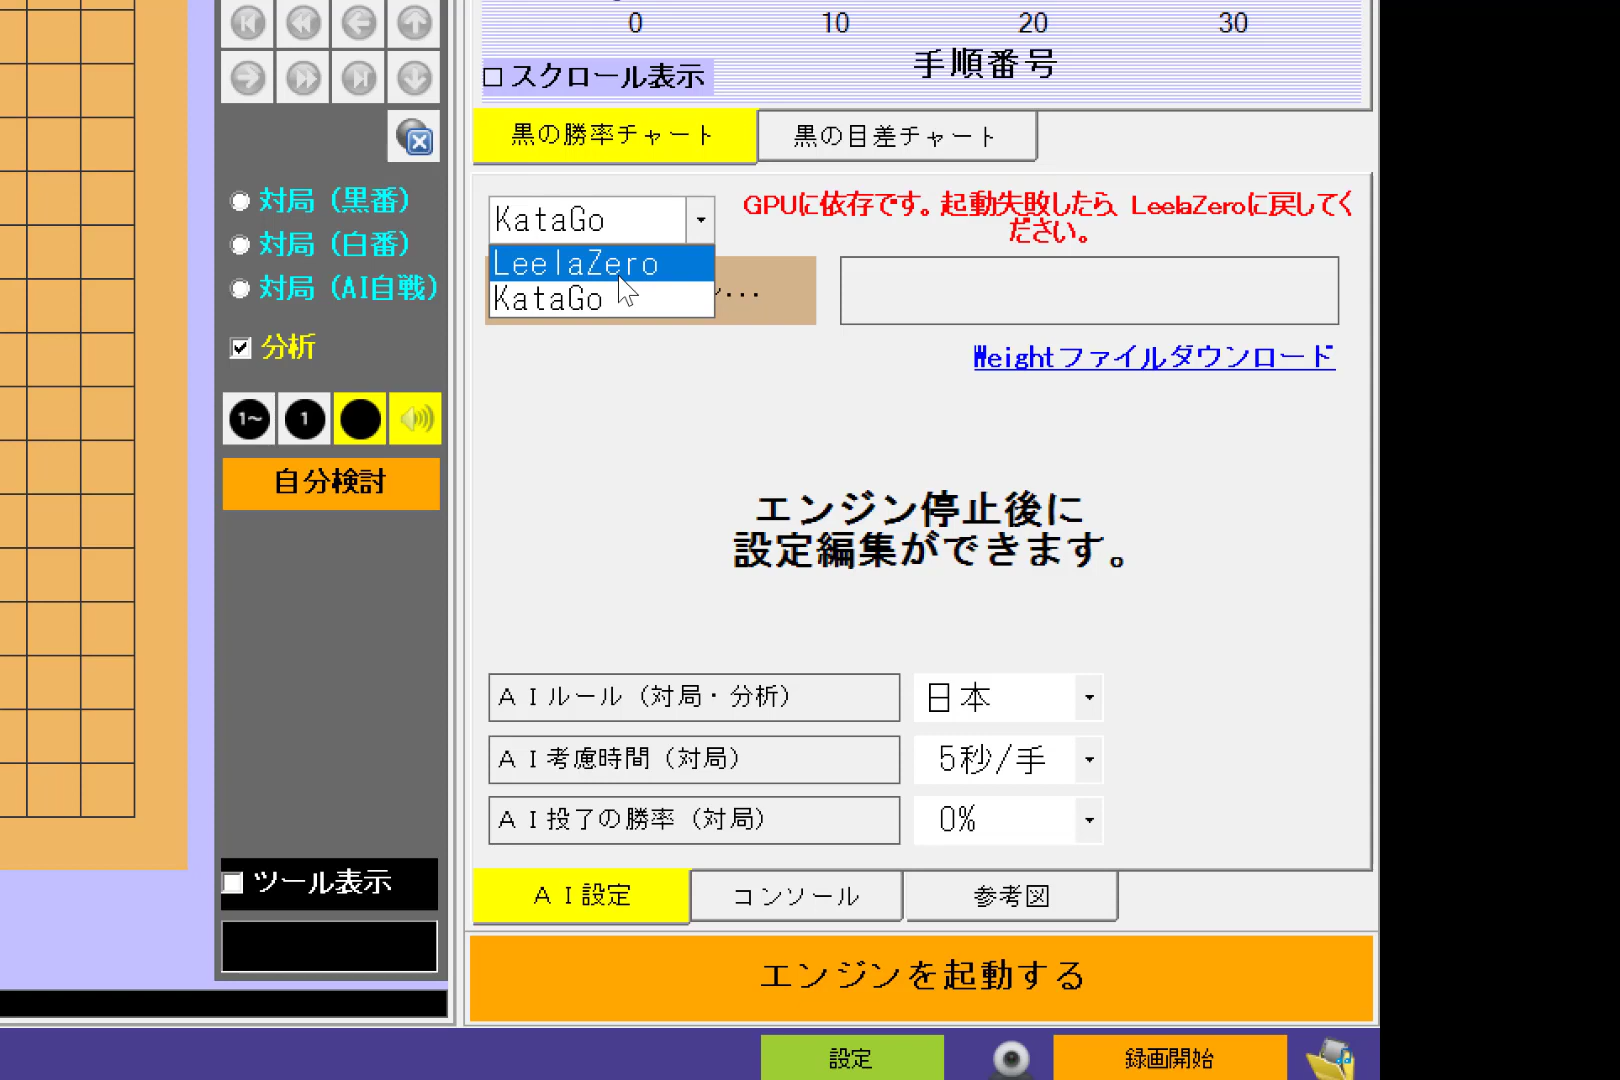 0 10 20 30
手順番号
スクロール表示
黒の勝率チャート 黒の目差チャート
対局（黒番）
対局（白番）
対局（AI自戦）
分析
1~ 1
自分検討
ツール表示
KataGo
LeelaZero
KataGo
GPUに依存です。起動失敗したら、LeelaZeroに戻してく
ださい。
...
Weightファイルダウンロード
エンジン停止後に
設定編集ができます。
ＡＩルール（対局・分析） 日本
ＡＩ考慮時間（対局） 5秒/手
ＡＩ投了の勝率（対局） 0%
ＡＩ設定 コンソール 参考図
エンジンを起動する
設定 録画開始